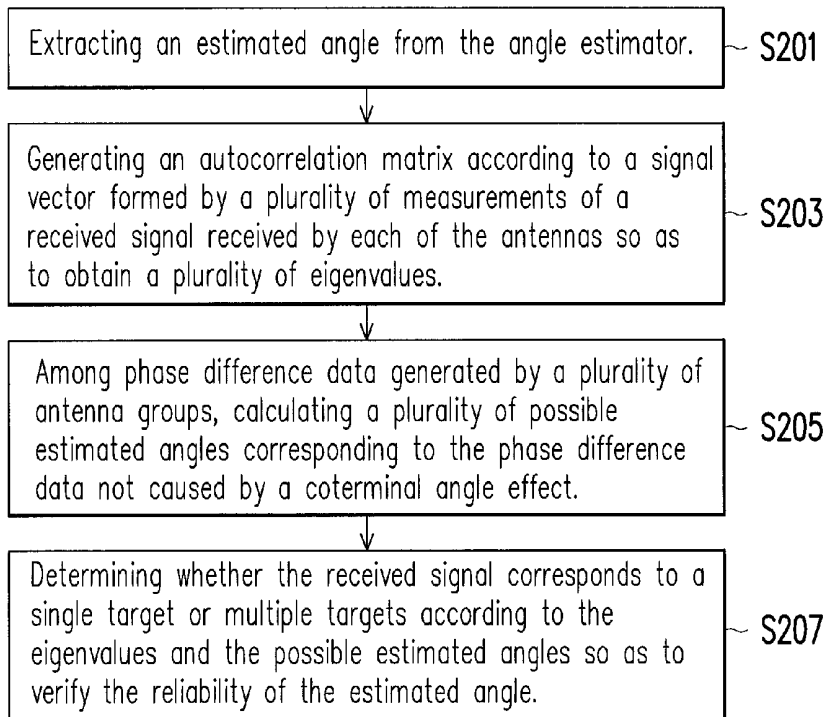 Extracting an estimated angle from the angle estimator.
S201
Generating an autocorrelation matrix according to a signal
vector formed by a plurality of measurements of a
received signal received by each of the antennas so as
to obtain a plurality of eigenvalues.
S203
Among phase difference data generated by a plurality of
antenna groups, calculating a plurality of possible
estimated angles corresponding to the phase difference
data not caused by a coterminal angle effect.
S205
Determining whether the received signal corresponds to a
single target or multiple targets according to the
eigenvalues and the possible estimated angles so as to
verify the reliability of the estimated angle.
S207